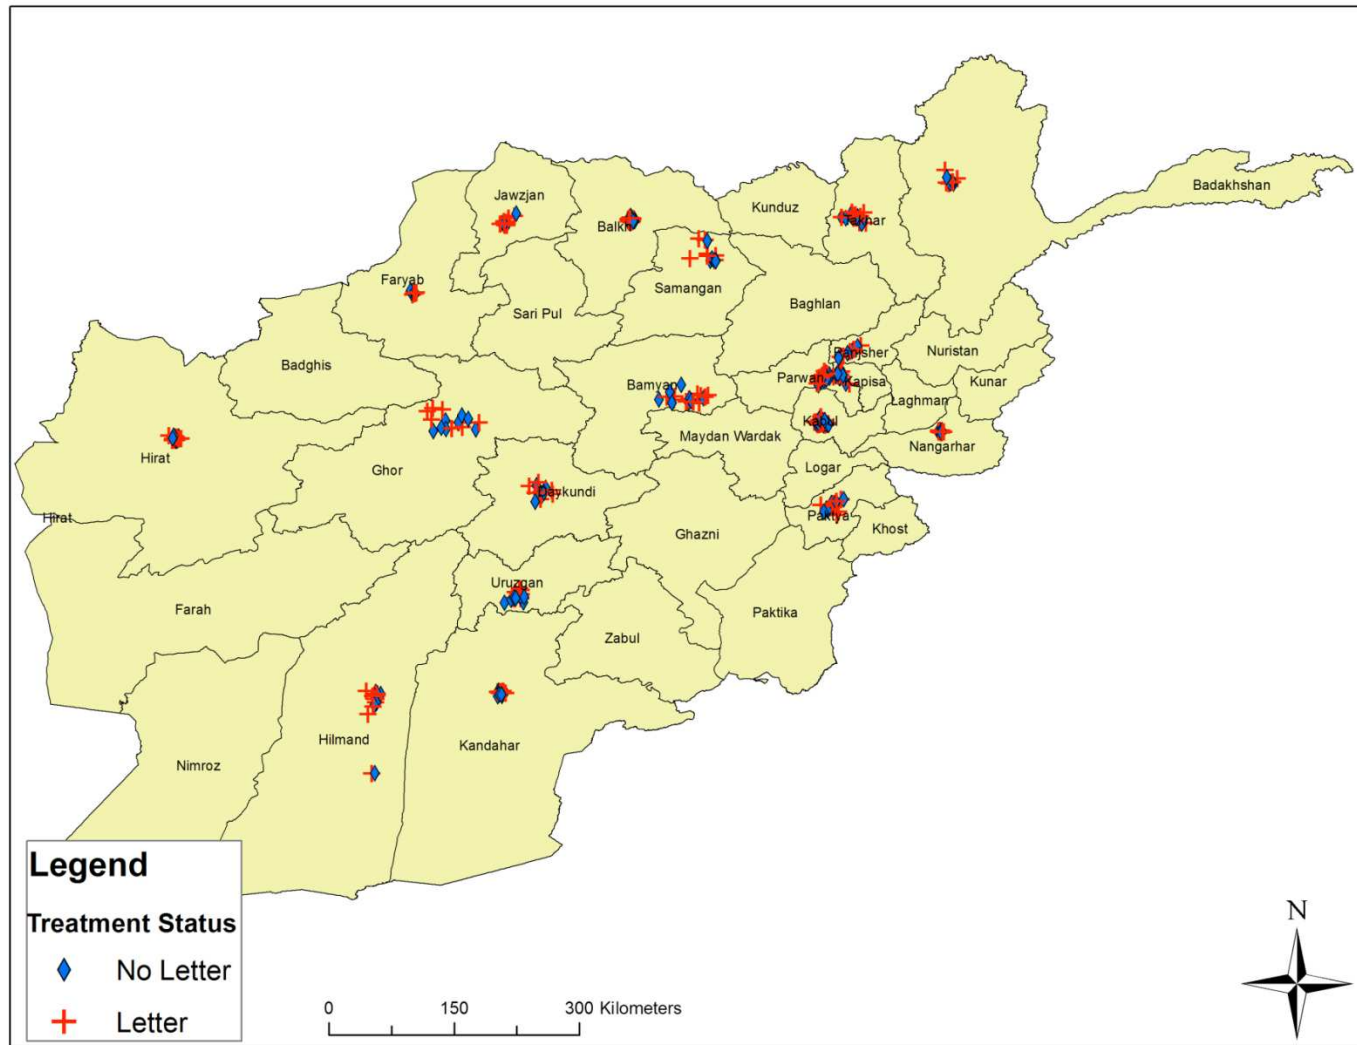 Jawzjan
Badakhshan
Kunduz
Takhar
Balkh
Faryab
Samangan
Baghlan
Sari Pul
Panjsher
Nuristan
Badghis
Bamyan
Parwan
Kapisa
Kunar
Laghman
Kabul
Maydan Wardak
Nangarhar
Hirat
Ghor
Logar
Daykundi
Hirat
Paktya
Khost
Ghazni
Uruzgan
Farah
Zabul
Paktika
Hilmand
Kandahar
Nimroz
Legend
Treatment Status
No Letter
Letter
0 150 300 Kilometers
N